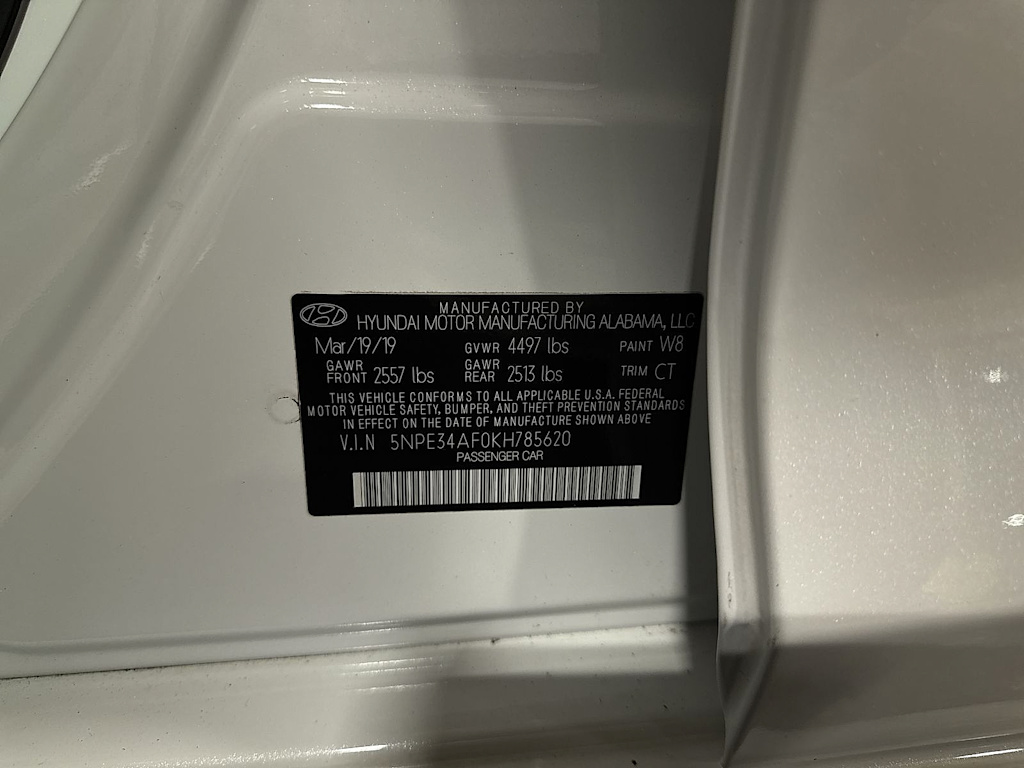 MANUFACTURED BY
HYUNDAI MOTOR MANUFACTURING ALABAMA, LLC
Mar/19/19 GVWR 4497 lbs PAINT W8
GAWR FRONT 2557 lbs GAWR REAR 2513 lbs TRIM CT
THIS VEHICLE CONFORMS TO ALL APPLICABLE U.S.A. FEDERAL
MOTOR VEHICLE SAFETY, BUMPER, AND THEFT PREVENTION STANDARDS
IN EFFECT ON THE DATE OF MANUFACTURE SHOWN ABOVE
V.I.N 5NPE34AF0KH785620
PASSENGER CAR